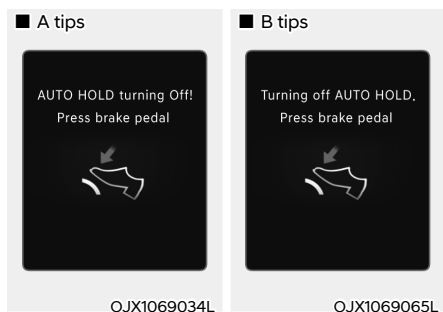 ■ A tips
AUTO HOLD turning Off!
Press brake pedal
OJX1069034L
■ B tips
Turning off AUTO HOLD.
Press brake pedal
OJX1069065L